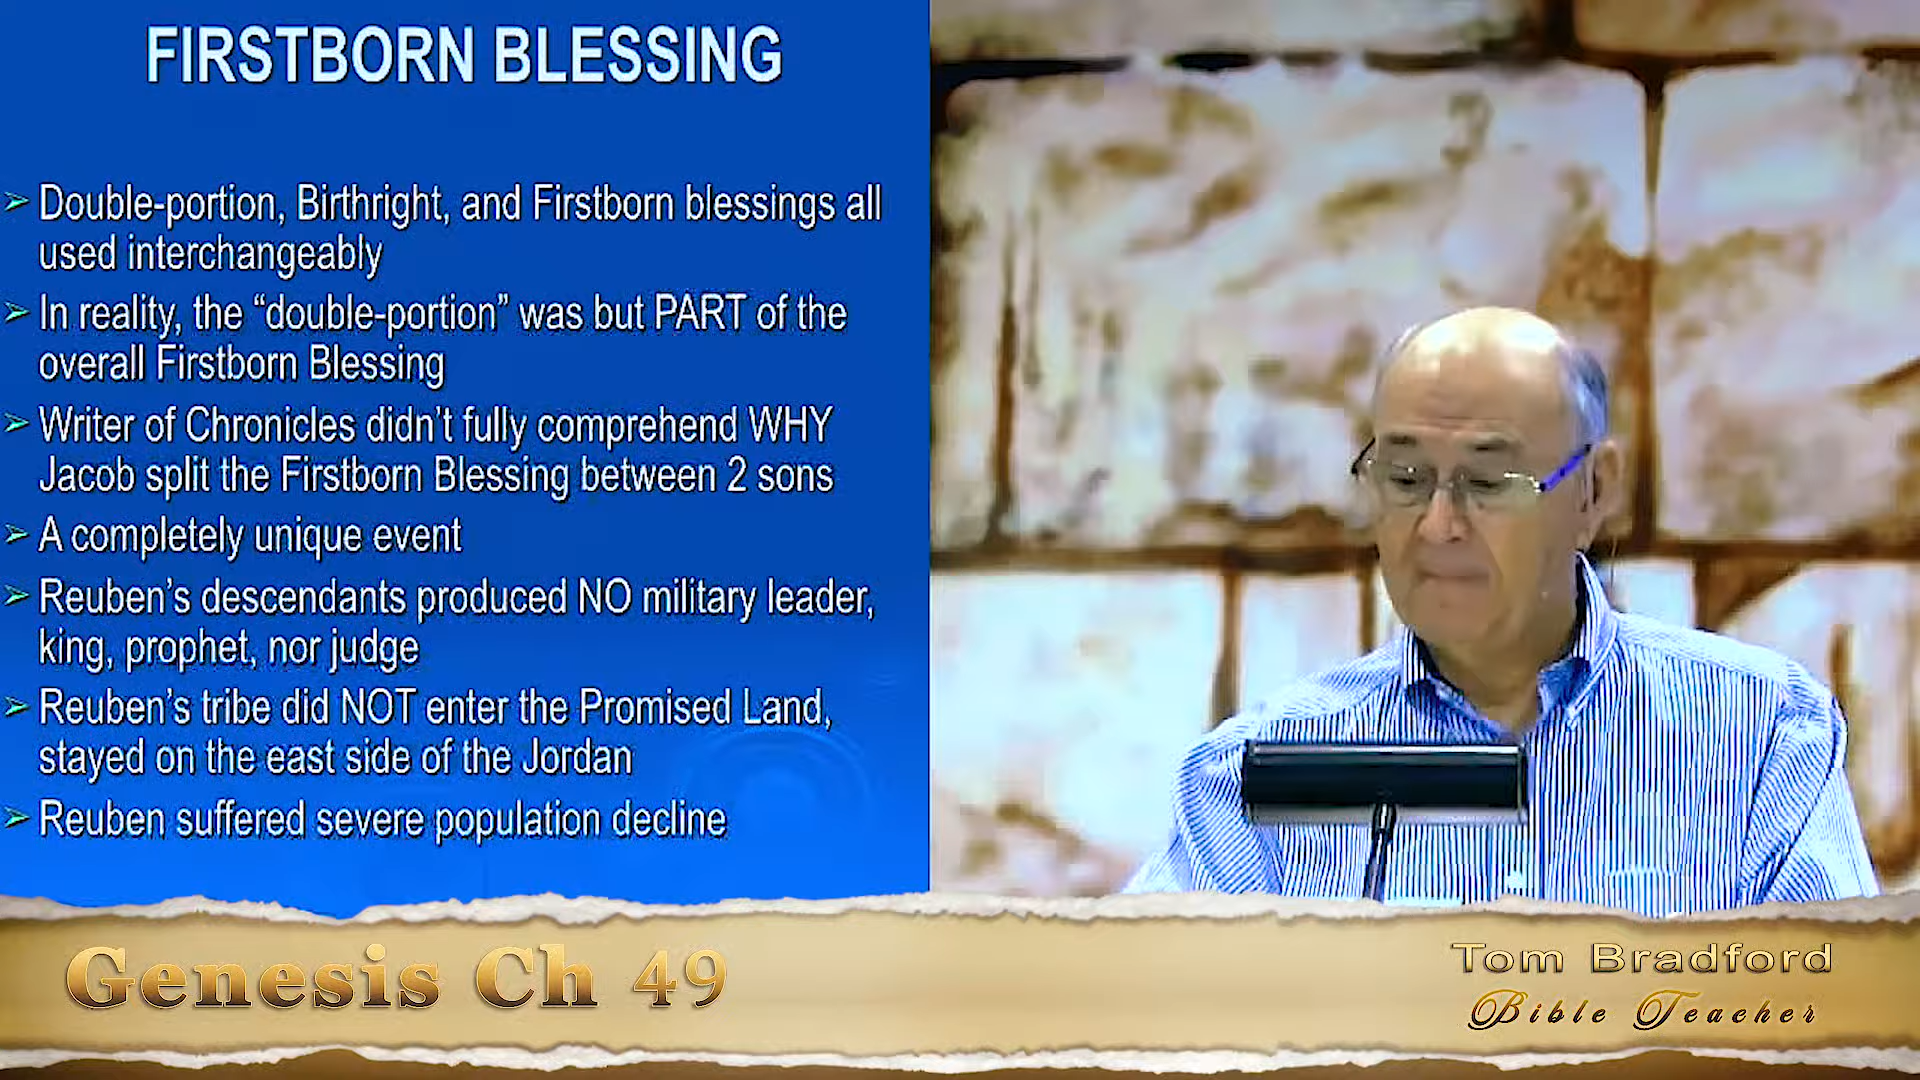 FIRSTBORN BLESSING
➢ Double-portion, Birthright, and Firstborn blessings all
used interchangeably
➢ In reality, the “double-portion” was but PART of the
overall Firstborn Blessing
➢ Writer of Chronicles didn’t fully comprehend WHY
Jacob split the Firstborn Blessing between 2 sons
➢ A completely unique event
➢ Reuben’s descendants produced NO military leader,
king, prophet, nor judge
➢ Reuben’s tribe did NOT enter the Promised Land,
stayed on the east side of the Jordan
➢ Reuben suffered severe population decline
Genesis Ch 49
Tom Bradford
Bible Teacher